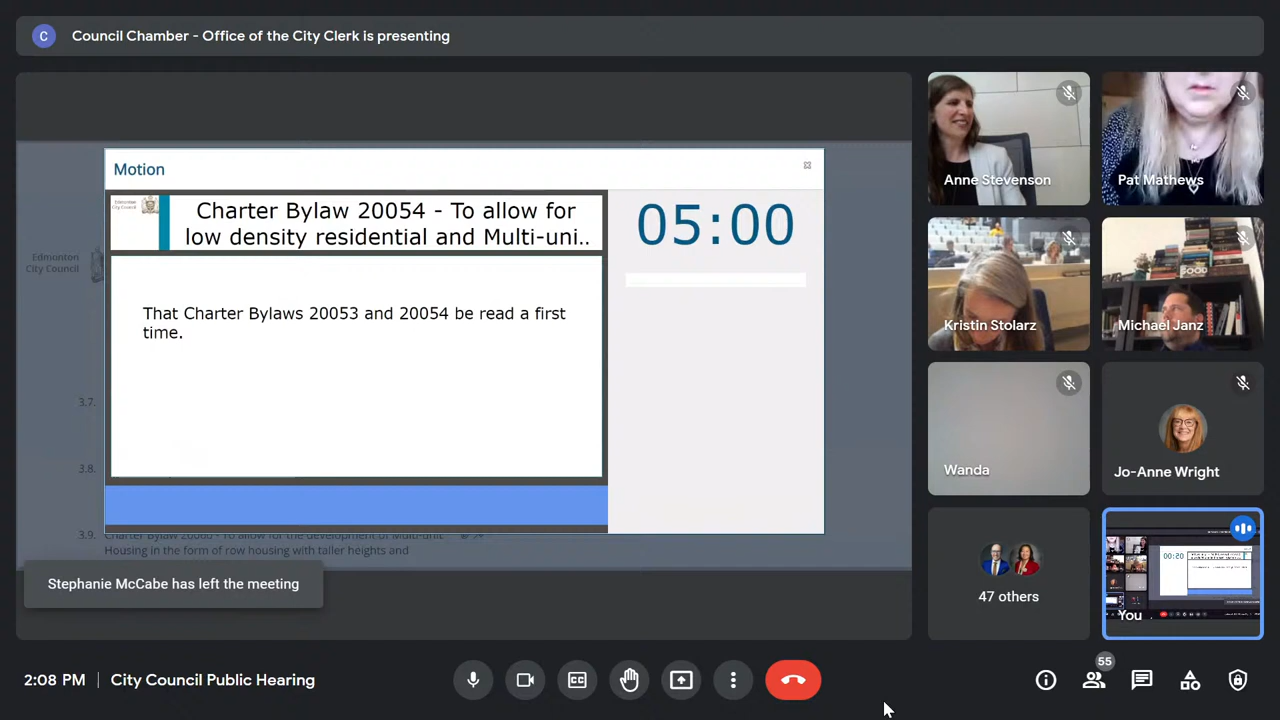 C
Council Chamber - Office of the City Clerk is presenting
Motion
Edmonton
City Council
Charter Bylaw 20054 - To allow for
low density residential and Multi-uni..
05:00
That Charter Bylaws 20053 and 20054 be read a first
time.
Edmonton
City Council
3.7.
3.8.
3.9.
Housing in the form of row housing with taller heights and
Stephanie McCabe has left the meeting
Anne Stevenson
Pat Mathews
Kristin Stolarz
Michael Janz
GOOD
Wanda
Jo-Anne Wright
47 others
You
2:08 PM
City Council Public Hearing
55